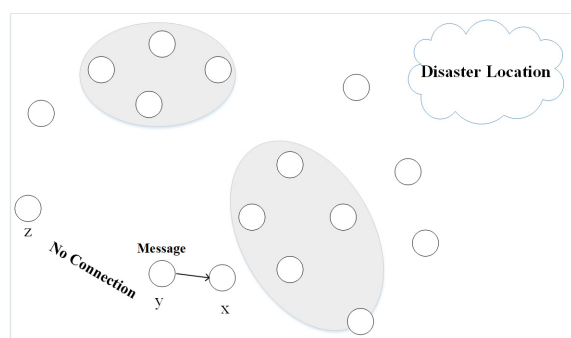 Disaster Location
z
No Connection
Message
y
x